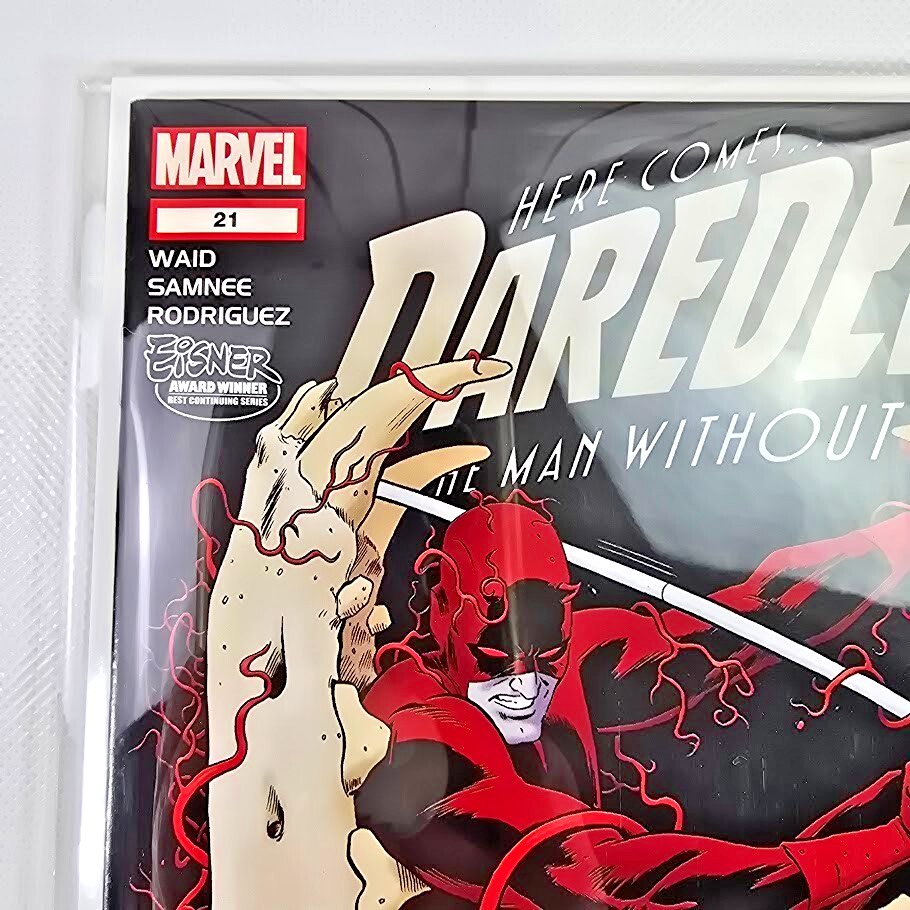 MARVEL
21
WAID
SAMNEE
RODRIGUEZ
EISNER
AWARD WINNER
BEST CONTINUING SERIES
HERE COMES...
DAREDE
MAN WITHOUT